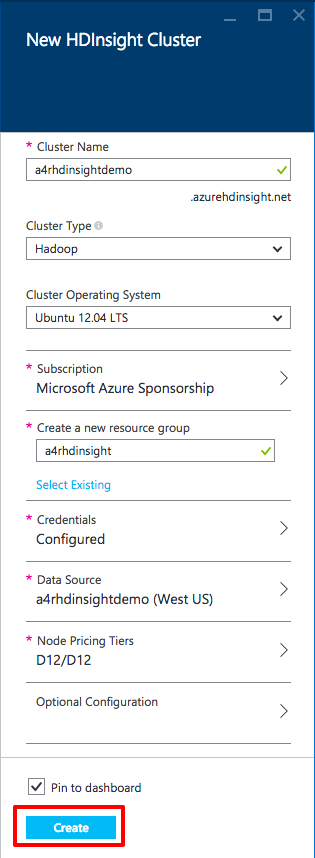 New HDInsight Cluster
* Cluster Name
a4rhdinsightdemo
.azurehdinsight.net
Cluster Type
Hadoop
Cluster Operating System
Ubuntu 12.04 LTS
* Subscription
Microsoft Azure Sponsorship
* Create a new resource group
a4rhdinsight
Select Existing
* Credentials
Configured
* Data Source
a4rhdinsightdemo (West US)
* Node Pricing Tiers
D12/D12
Optional Configuration
Pin to dashboard
Create